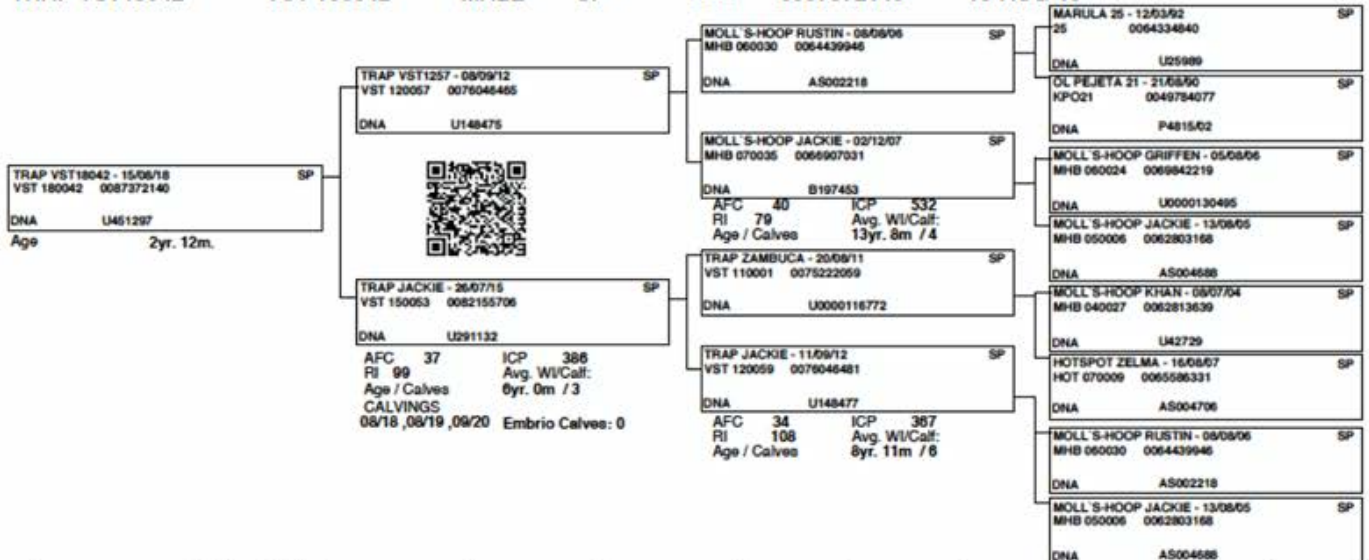 TRAP VST18042 - 15/08/18 SP
VST 180042 0087372140
DNA U451297
Age 2yr. 12m.
TRAP VST1257 - 08/09/12 SP
VST 120057 0076046465
DNA U148475
TRAP JACKIE - 26/07/15 SP
VST 150053 0082155706
DNA U291132
AFC 37 ICP 386
RI 99 Avg. WI/Calf:
Age / Calves 6yr. 0m / 3
CALVINGS
08/18 ,08/19 ,09/20 Embrio Calves: 0
MOLL`S-HOOP RUSTIN - 08/08/06 SP
MHB 060030 0064439946
DNA AS002218
MOLL`S-HOOP JACKIE - 02/12/07 SP
MHB 070035 0066907031
DNA B197453
AFC 40 ICP 532
RI 79 Avg. WI/Calf:
Age / Calves 13yr. 8m / 4
TRAP ZAMBUCA - 20/08/11 SP
VST 110001 0075222059
DNA U0000116772
TRAP JACKIE - 11/09/12 SP
VST 120059 0076046481
DNA U148477
AFC 34 ICP 367
RI 108 Avg. WI/Calf:
Age / Calves 8yr. 11m / 6
MARULA 25 - 12/03/92 SP
25 0064334840
DNA U25989
OL PEJETA 21 - 21/08/90 SP
KPO21 0049784077
DNA P4815/02
MOLL`S-HOOP GRIFFEN - 05/08/06 SP
MHB 060024 0069842219
DNA U0000130495
MOLL`S-HOOP JACKIE - 13/08/05 SP
MHB 050006 0062803168
DNA AS004688
MOLL`S-HOOP KHAN - 08/07/04 SP
MHB 040027 0062813639
DNA U42729
HOTSPOT ZELMA - 16/08/07 SP
HOT 070009 0065586331
DNA AS004706
MOLL`S-HOOP RUSTIN - 08/08/06 SP
MHB 060030 0064439946
DNA AS002218
MOLL`S-HOOP JACKIE - 13/08/05 SP
MHB 050006 0062803168
DNA AS004688